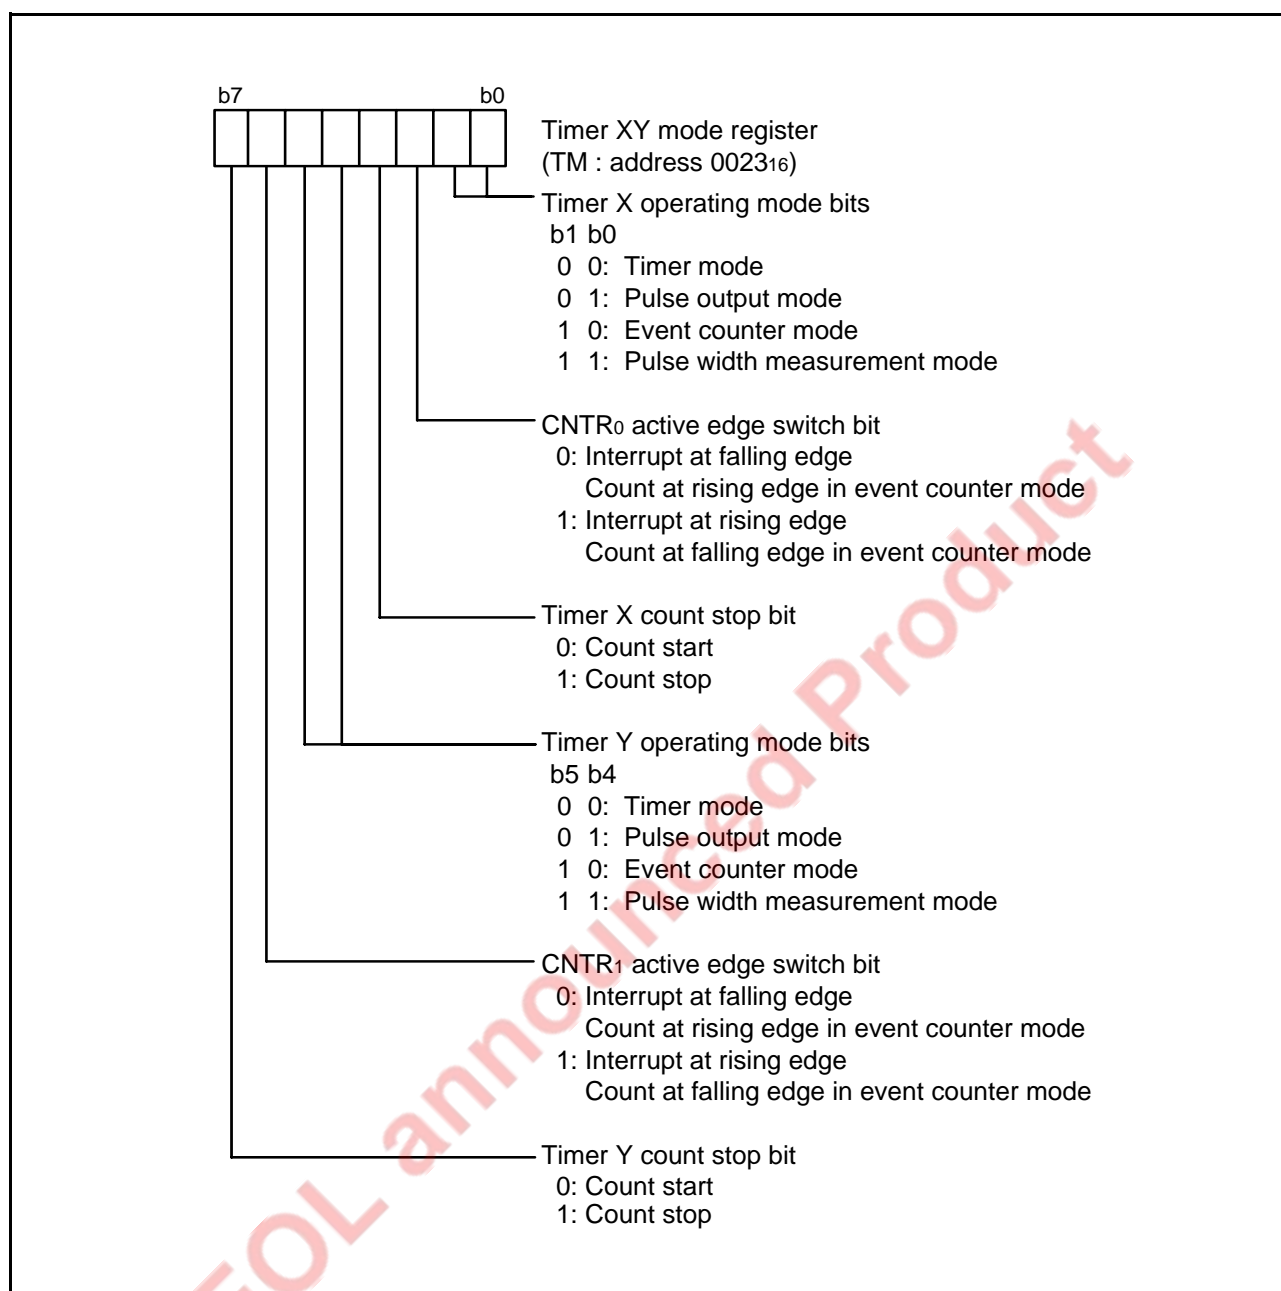 b7 b0
Timer XY mode register
(TM : address 002316)
Timer X operating mode bits
b1 b0
0 0: Timer mode
0 1: Pulse output mode
1 0: Event counter mode
1 1: Pulse width measurement mode
CNTR0 active edge switch bit
0: Interrupt at falling edge
Count at rising edge in event counter mode
1: Interrupt at rising edge
Count at falling edge in event counter mode
Timer X count stop bit
0: Count start
1: Count stop
Timer Y operating mode bits
b5 b4
0 0: Timer mode
0 1: Pulse output mode
1 0: Event counter mode
1 1: Pulse width measurement mode
CNTR1 active edge switch bit
0: Interrupt at falling edge
Count at rising edge in event counter mode
1: Interrupt at rising edge
Count at falling edge in event counter mode
Timer Y count stop bit
0: Count start
1: Count stop
EOL announced Product